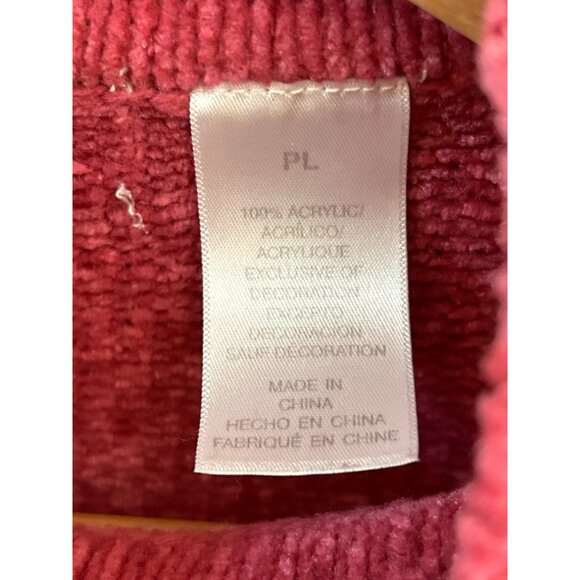 PL
100% ACRYLIC/
ACRÍLICO/
ACRYLIQUE
EXCLUSIVE OF
DECORATION
EXCEPTO
DECORACION
SAUF DÉCORATION
MADE IN
CHINA
HECHO EN CHINA
FABRIQUÉ EN CHINE